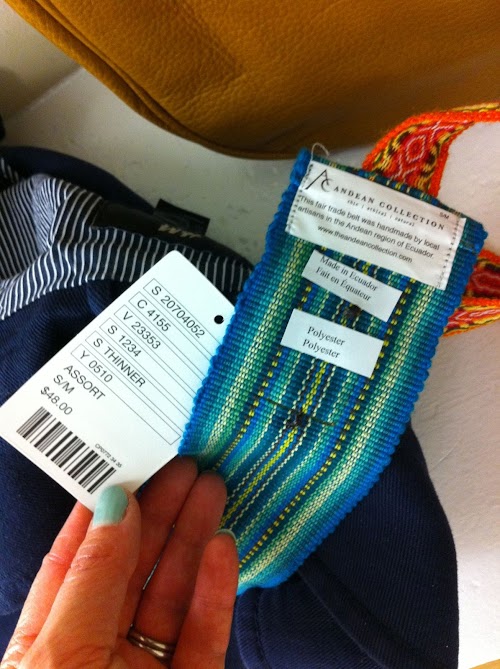 S 20704052
C 4155
V 23353
S 1234
S THINNER
Y 0510
ASSORT
S/M
$48.00
ANDEAN COLLECTION
This fair trade belt was handmade by local
artisans in the Andean region of Ecuador.
www.theandeancollection.com
S/M
Made in Ecuador
Fait en Équateur
Polyester
Polyester